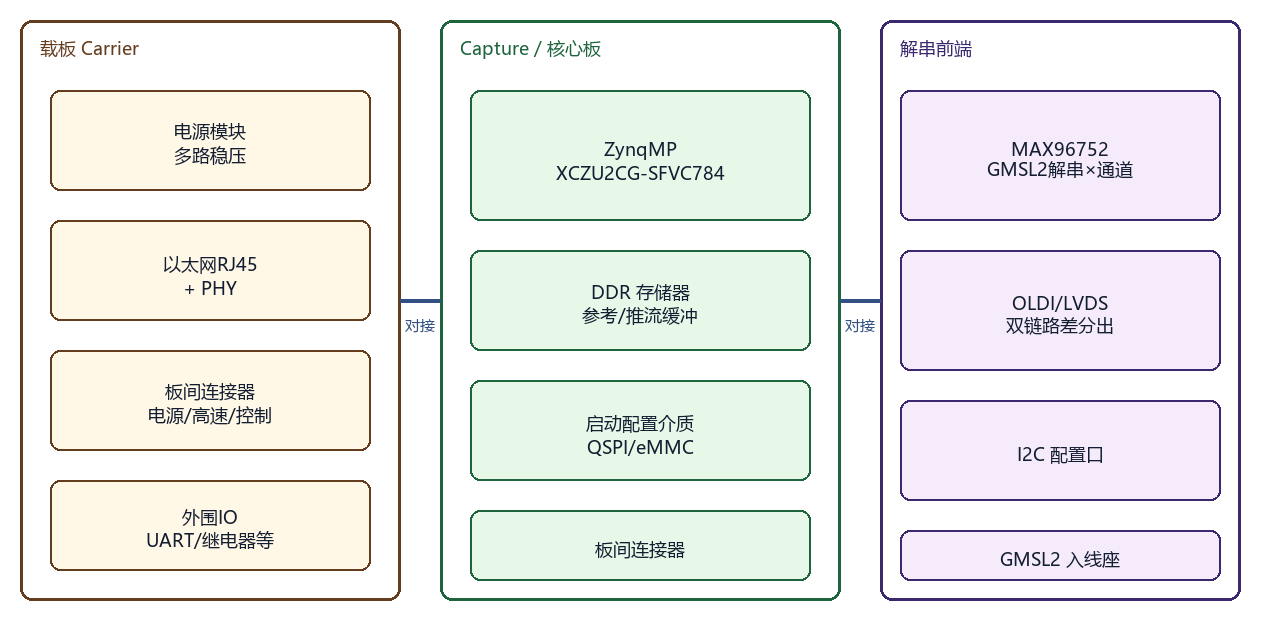 载板 Carrier
电源模块
多路稳压
以太网RJ45
+ PHY
板间连接器
电源/高速/控制
外围IO
UART/继电器等
对接
Capture / 核心板
ZynqMP
XCZU2CG-SFVC784
DDR 存储器
参考/推流缓冲
启动配置介质
QSPI/eMMC
板间连接器
对接
解串前端
MAX96752
GMSL2解串×通道
OLDI/LVDS
双链路差分出
I2C 配置口
GMSL2 入线座